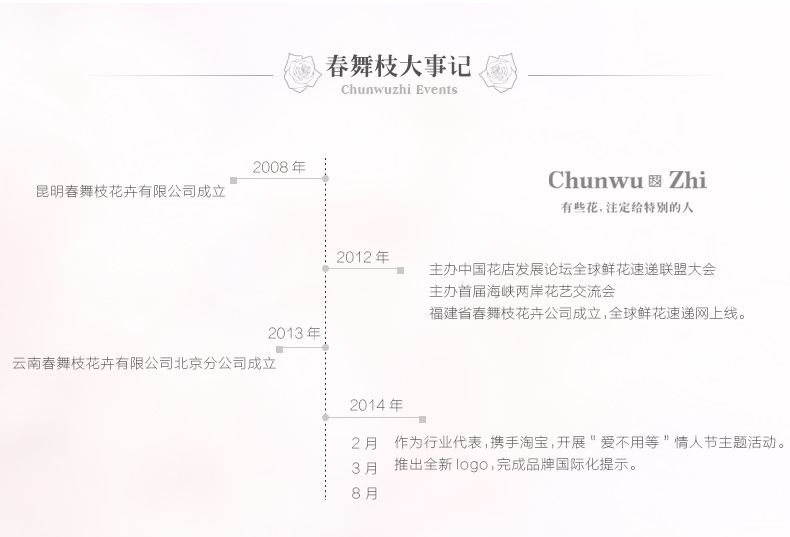 春舞枝大事记
Chunwuzhi Events
2008 年
昆明春舞枝花卉有限公司成立
Chunwu Zhi
有些花，注定给特别的人
2012 年
主办中国花店发展论坛全球鲜花速递联盟大会
主办首届海峡两岸花艺交流会
福建省春舞枝花卉公司成立，全球鲜花速递网上线。
2013 年
云南春舞枝花卉有限公司北京分公司成立
2014 年
2 月 作为行业代表，携手淘宝，开展 " 爱不用等 " 情人节主题活动。
3 月 推出全新 logo，完成品牌国际化提示。
8 月